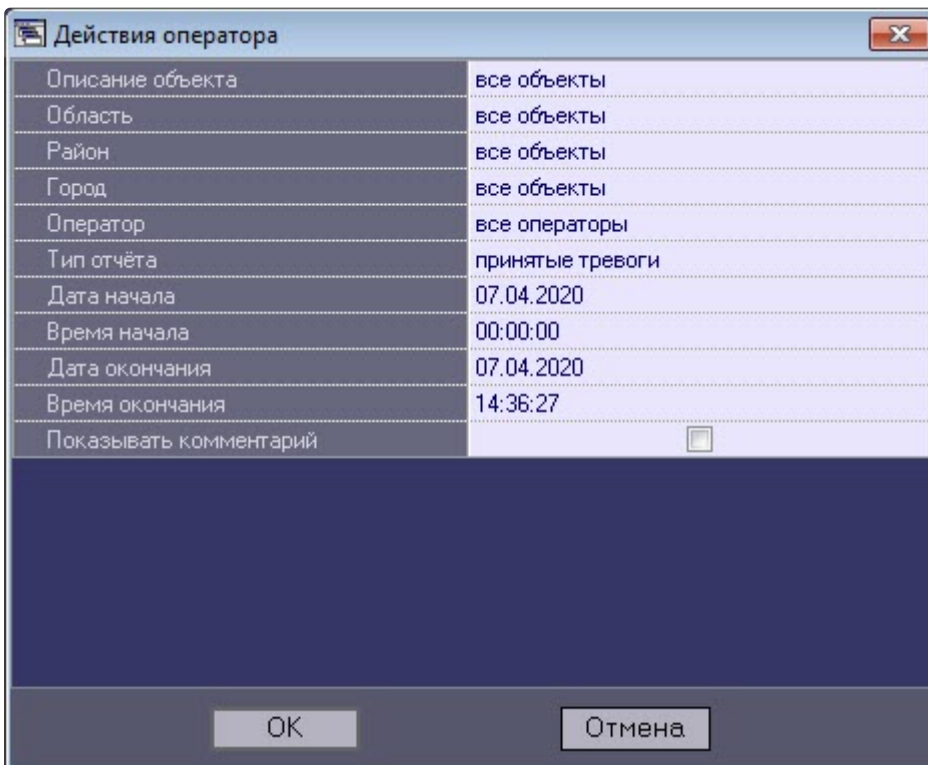 Действия оператора
Описание объекта все объекты
Область все объекты
Район все объекты
Город все объекты
Оператор все операторы
Тип отчёта принятые тревоги
Дата начала 07.04.2020
Время начала 00:00:00
Дата окончания 07.04.2020
Время окончания 14:36:27
Показывать комментарий
OK Отмена